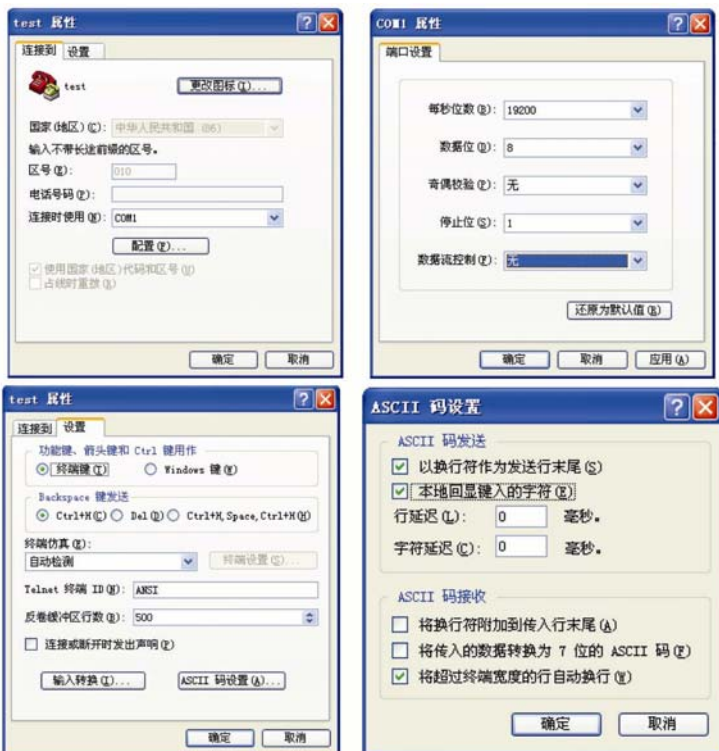 test 属性
连接到 设置
test
更改图标(I)...
国家(地区)(C): 中华人民共和国 (86)
输入不带长途前缀的区号。
区号(E): 010
电话号码(P):
连接时使用(N): COM1
配置(F)...
使用国家(地区)代码和区号(U)
占线时重拨(R)
确定 取消
COM1 属性
端口设置
每秒位数(B): 19200
数据位(D): 8
奇偶校验(P): 无
停止位(S): 1
数据流控制(F): 无
还原为默认值(R)
确定 取消 应用(A)
test 属性
连接到 设置
功能键、箭头键和 Ctrl 键用作
终端键(T) Windows 键(W)
Backspace 键发送
Ctrl+H(C) Del(D) Ctrl+H, Space, Ctrl+H(H)
终端仿真(E):
自动检测 终端设置(S)...
Telnet 终端 ID(N): ANSI
反卷缓冲区行数(B): 500
连接或断开时发出声响(P)
输入转换(I)... ASCII 码设置(A)...
确定 取消
ASCII 码设置
ASCII 码发送
以换行符作为发送行末尾(S)
本地回显键入的字符(E)
行延迟(L): 0 毫秒。
字符延迟(C): 0 毫秒。
ASCII 码接收
将换行符附加到传入行末尾(A)
将传入的数据转换为 7 位的 ASCII 码(F)
将超过终端宽度的行自动换行(W)
确定 取消